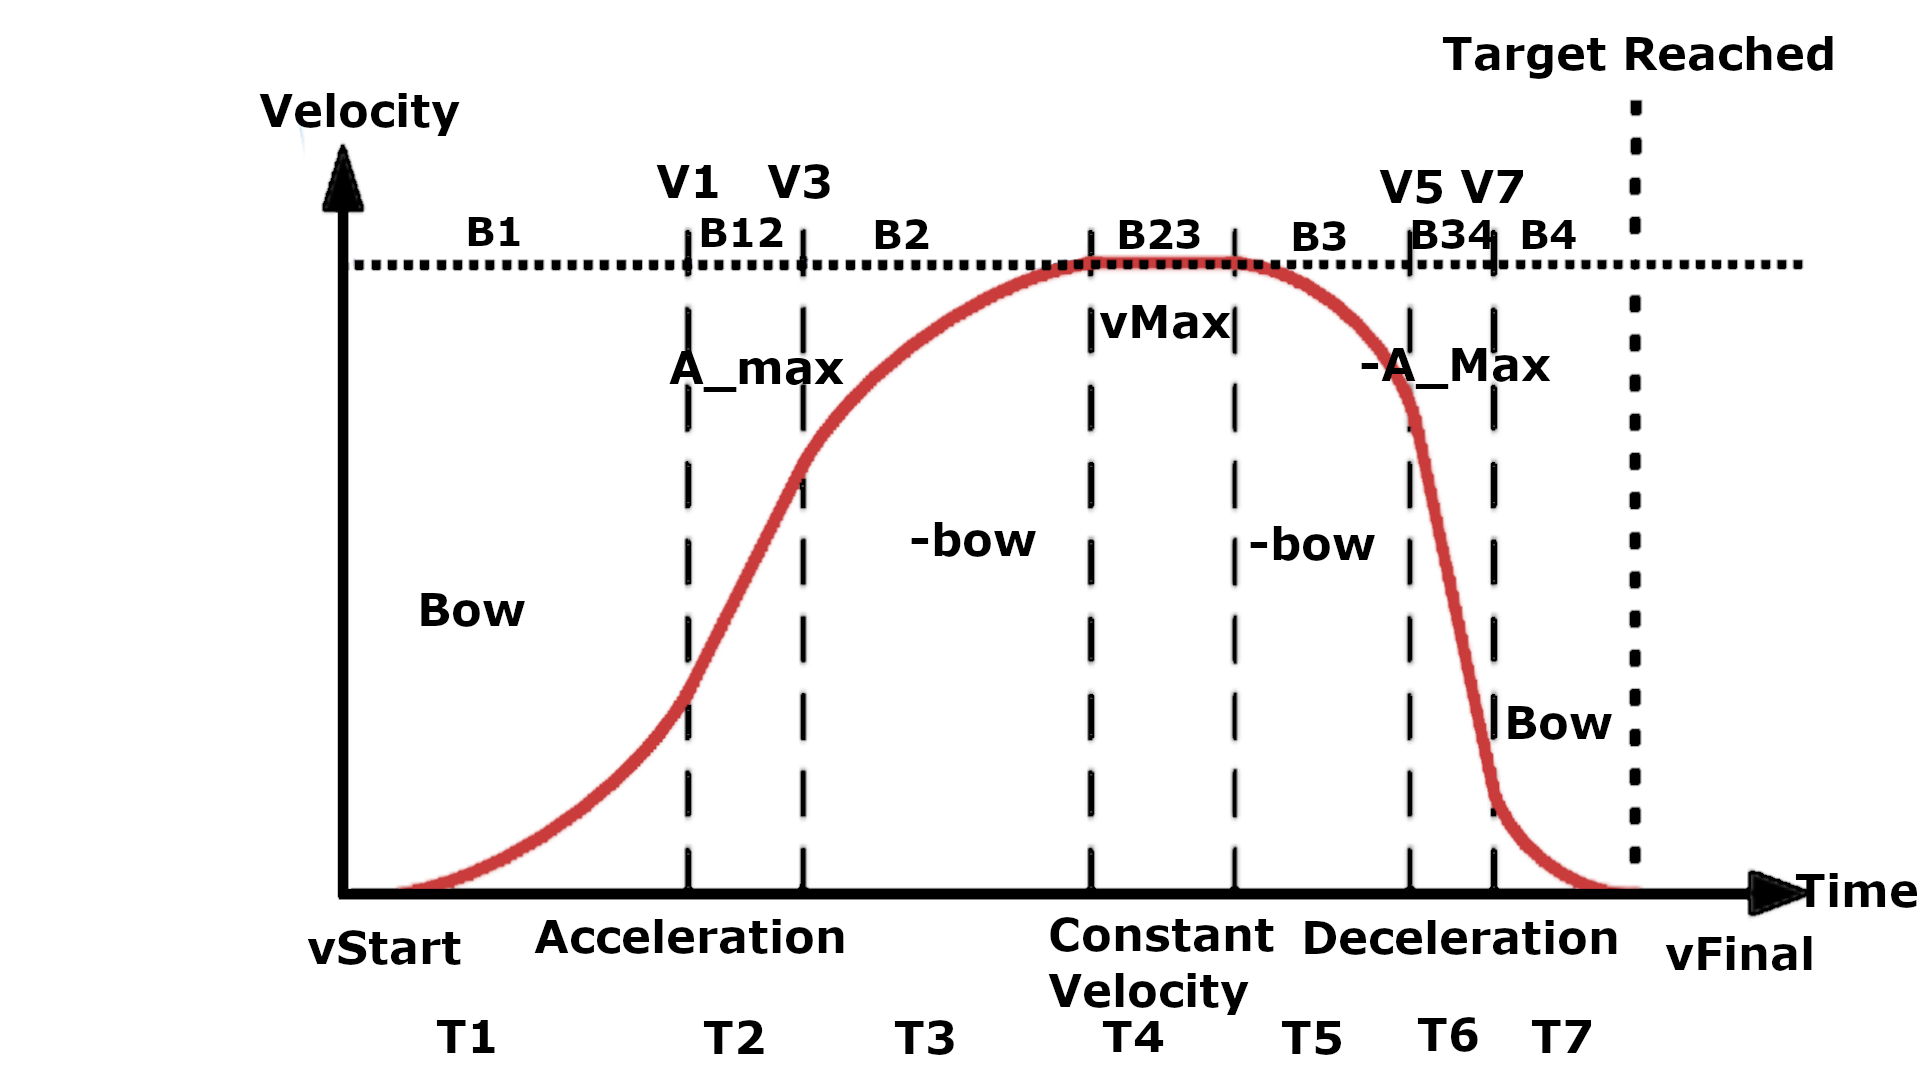 Target Reached
Velocity
V1 V3
V5 V7
B1 B12 B2 B23 B3 B34 B4
vMax
A_max
-A_Max
-bow
-bow
Bow
Bow
Time
Acceleration
Constant
Velocity
Deceleration
vStart
vFinal
T1 T2 T3 T4 T5 T6 T7